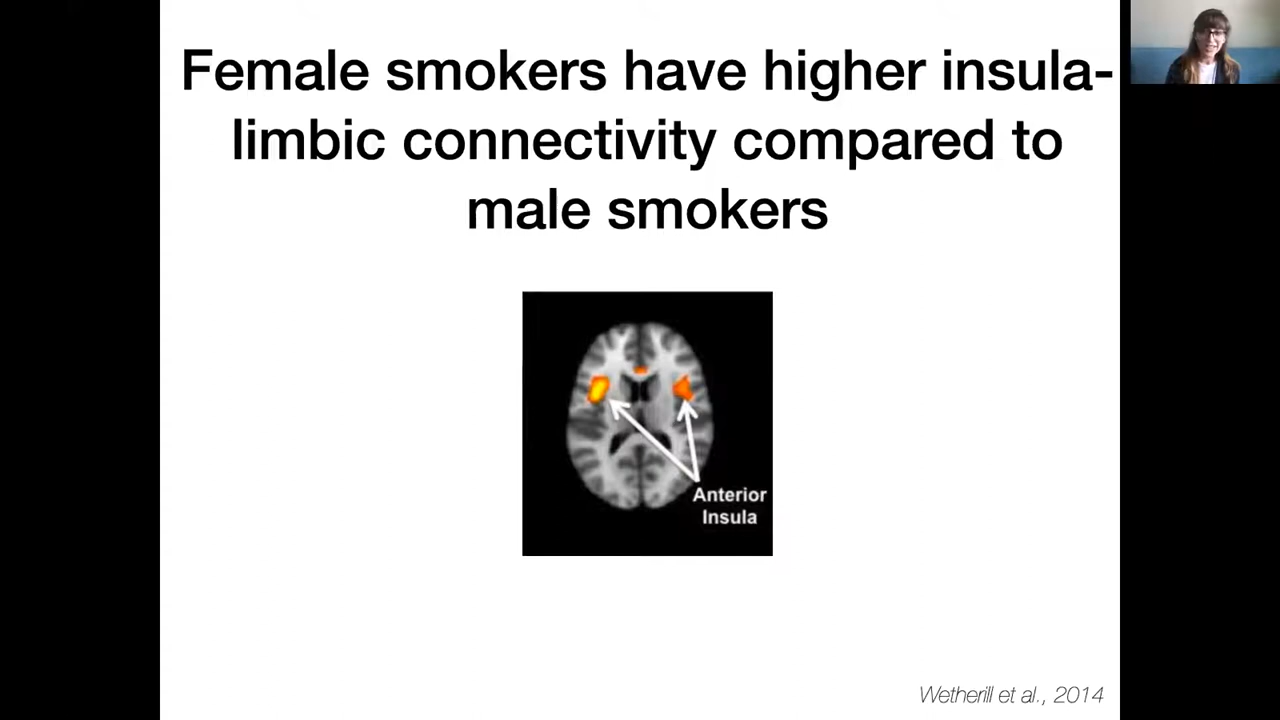 Female smokers have higher insula-
limbic connectivity compared to
male smokers
Anterior
Insula
Wetherill et al., 2014